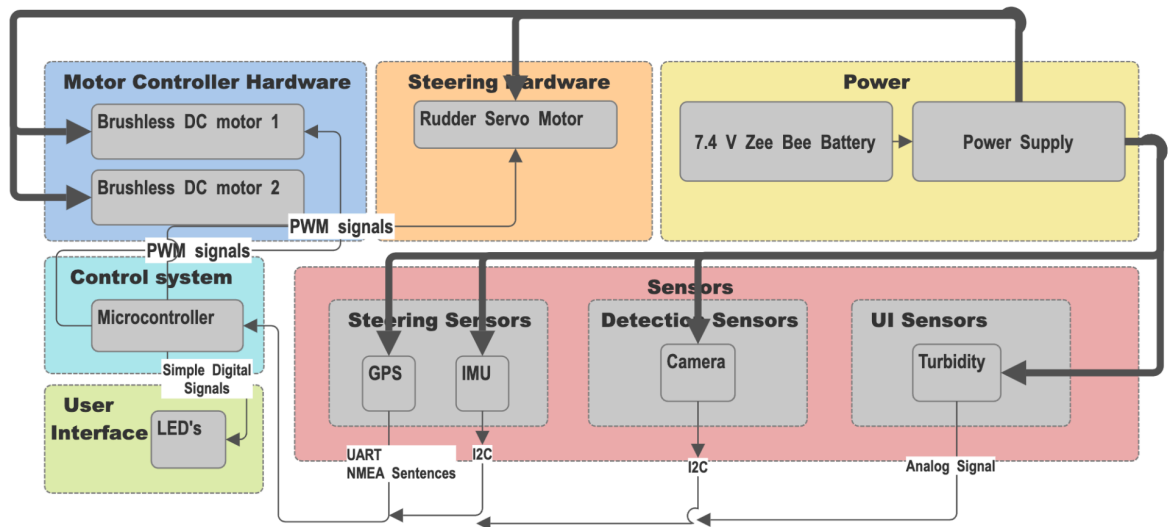 Motor Controller Hardware
Brushless DC motor 1
Brushless DC motor 2
Steering Hardware
Rudder Servo Motor
Power
7.4 V Zee Bee Battery
Power Supply
PWM signals
PWM signals
Control system
Microcontroller
Simple Digital
Signals
User
Interface
LED's
Sensors
Steering Sensors
GPS
IMU
Detection Sensors
Camera
UI Sensors
Turbidity
UART
NMEA Sentences
I2C
I2C
Analog Signal